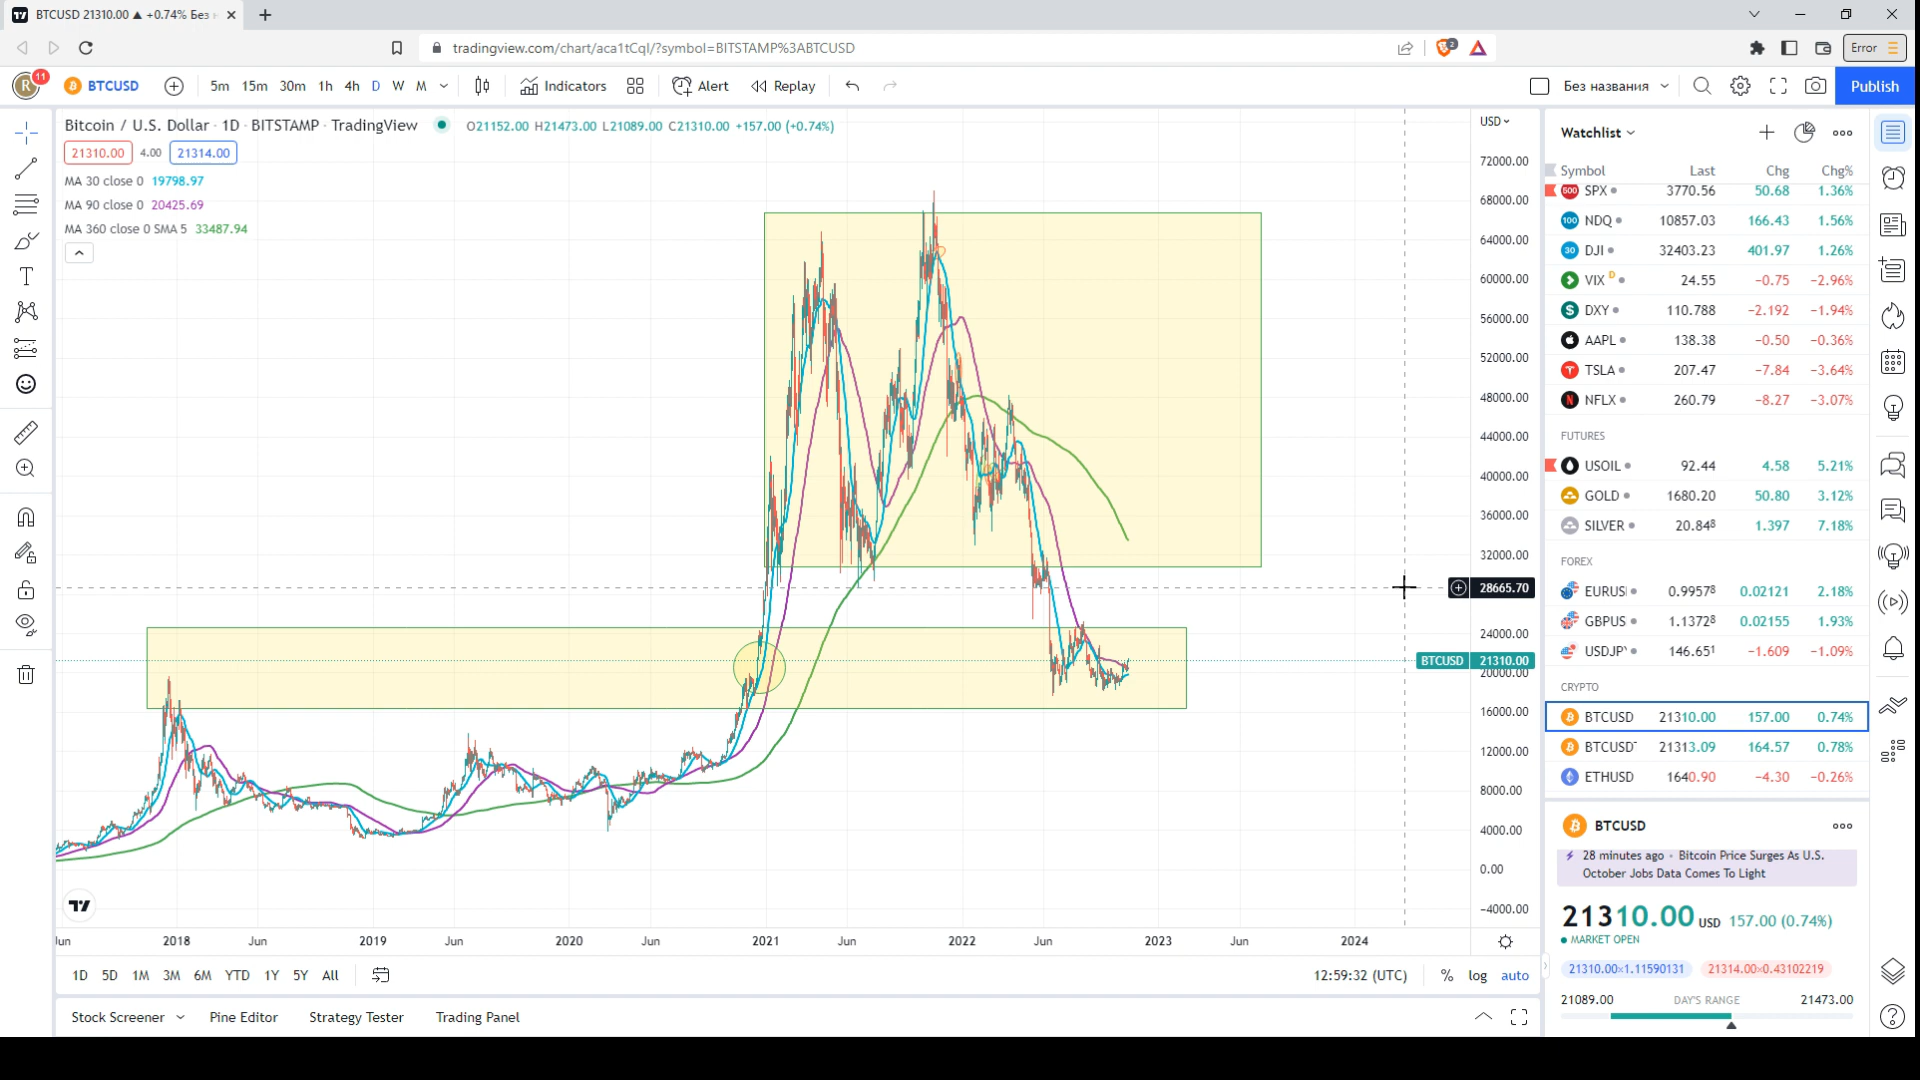 BTCUSD 21310.00 ▲ +0.74% Без
tradingview.com/chart/aca1tCqI/?symbol=BITSTAMP%3ABTCUSD
2
Error
R 11 BTCUSD 5m 15m 30m 1h 4h D W M Indicators Alert Replay Без названия Publish
Bitcoin / U.S. Dollar · 1D · BITSTAMP · TradingView O21152.00 H21473.00 L21089.00 C21310.00 +157.00 (+0.74%)
21310.00 4.00 21314.00
MA 30 close 0 19798.97
MA 90 close 0 20425.69
MA 360 close 0 SMA 5 33487.94
USD
72000.00
68000.00
64000.00
60000.00
56000.00
52000.00
48000.00
44000.00
40000.00
36000.00
32000.00
28665.70
24000.00
BTCUSD 21310.00
20000.00
16000.00
12000.00
8000.00
4000.00
0.00
−4000.00
Jun 2018 Jun 2019 Jun 2020 Jun 2021 Jun 2022 Jun 2023 Jun 2024
1D 5D 1M 3M 6M YTD 1Y 5Y All 12:59:32 (UTC) % log auto
Stock Screener Pine Editor Strategy Tester Trading Panel
Watchlist
Symbol Last Chg Chg%
500 SPX 3770.56 50.68 1.36%
100 NDQ 10857.03 166.43 1.56%
30 DJI 32403.23 401.97 1.26%
VIX D 24.55 −0.75 −2.96%
DXY 110.788 −2.192 −1.94%
AAPL 138.38 −0.50 −0.36%
TSLA 207.47 −7.84 −3.64%
NFLX 260.79 −8.27 −3.07%
FUTURES
USOIL 92.44 4.58 5.21%
GOLD 1680.20 50.80 3.12%
SILVER 20.848 1.397 7.18%
FOREX
EURUS 0.99578 0.02121 2.18%
GBPUS 1.13728 0.02155 1.93%
USDJP 146.651 −1.609 −1.09%
CRYPTO
BTCUSD 21310.00 157.00 0.74%
BTCUSD 21313.09 164.57 0.78%
ETHUSD 1640.90 −4.30 −0.26%
BTCUSD
28 minutes ago • Bitcoin Price Surges As U.S.
October Jobs Data Comes To Light
21310.00 USD 157.00 (0.74%)
MARKET OPEN
21310.00×1.11590131 21314.00×0.43102219
21089.00 DAY'S RANGE 21473.00